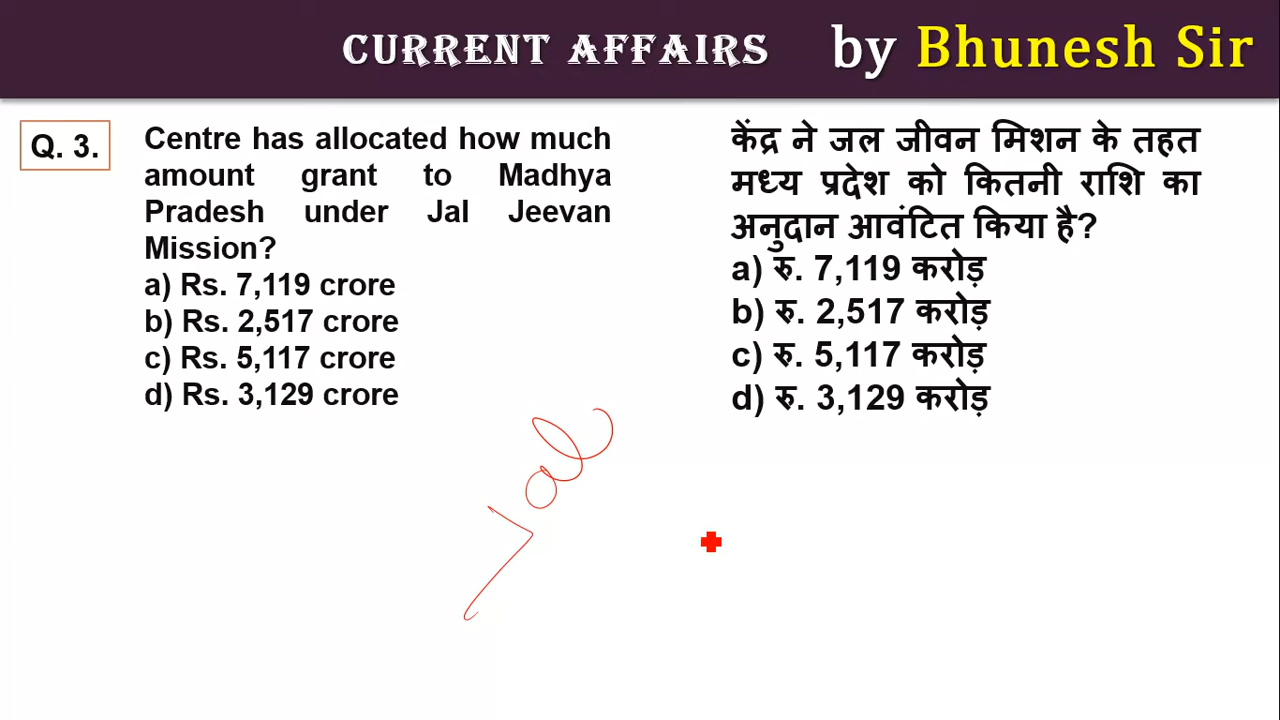 CURRENT AFFAIRS by Bhunesh Sir
Q. 3.
Centre has allocated how much
amount grant to Madhya
Pradesh under Jal Jeevan
Mission?
a) Rs. 7,119 crore
b) Rs. 2,517 crore
c) Rs. 5,117 crore
d) Rs. 3,129 crore
केंद्र ने जल जीवन मिशन के तहत
मध्य प्रदेश को कितनी राशि का
अनुदान आवंटित किया है?
a) रु. 7,119 करोड़
b) रु. 2,517 करोड़
c) रु. 5,117 करोड़
d) रु. 3,129 करोड़
Jal